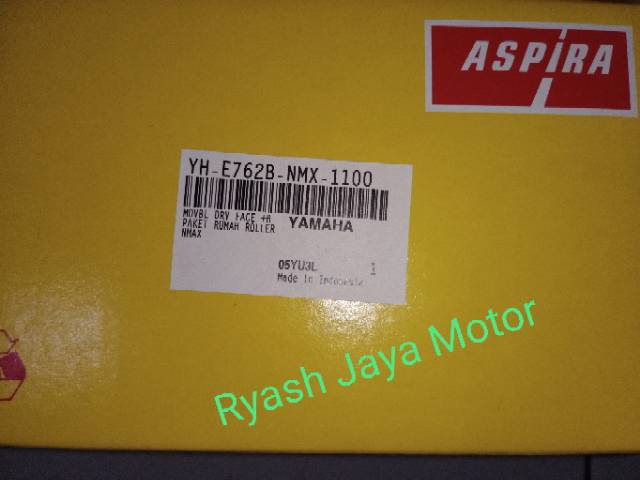 ASPIRA
YH-E762B-NMX-1100
MOVBL DRV FACE +R
PAKET RUMAH ROLLER YAMAHA
NMAX
05YU3L 1
Made in Indonesia
Ryash Jaya Motor